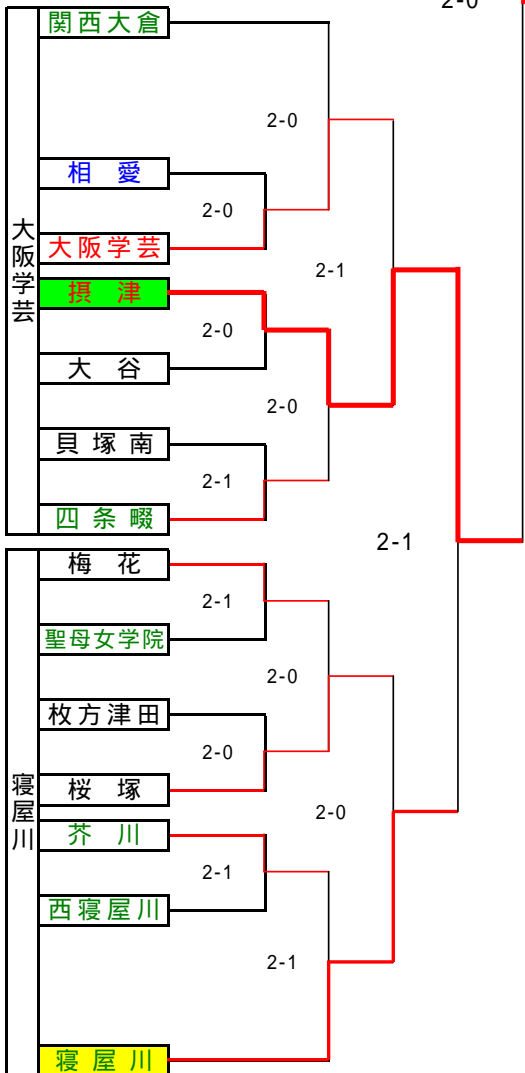 2-0
関西大倉
2-0
相愛
2-0
大阪学芸
大阪学芸
2-1
摂津
2-0
大谷
2-0
貝塚南
2-1
四条畷
2-1
梅花
2-1
聖母女学院
2-0
枚方津田
2-0
桜塚
寝屋川
2-0
芥川
2-1
西寝屋川
2-1
寝屋川